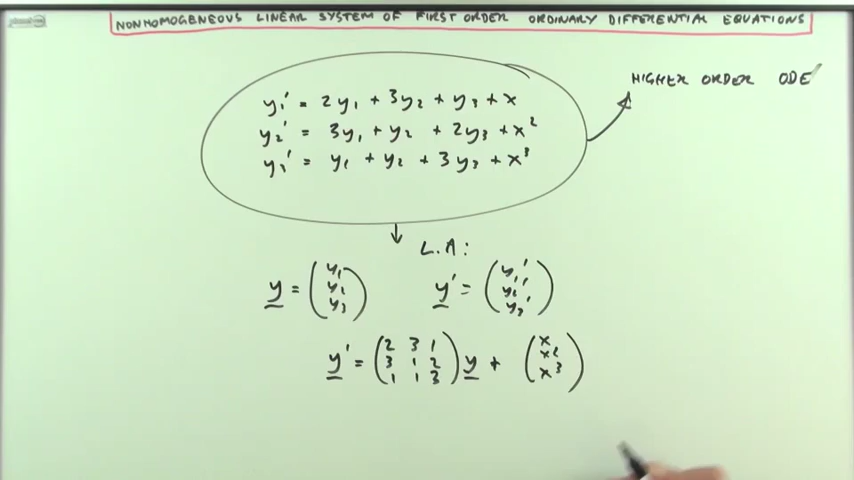 NONHOMOGENEOUS LINEAR SYSTEM OF FIRST ORDER ORDINARY DIFFERENTIAL EQUATIONS
HIGHER ORDER ODE
y₁' = 2y₁ + 3y₂ + y₃ + x
y₂' = 3y₁ + y₂ + 2y₃ + x²
y₃' = y₁ + y₂ + 3y₃ + x³
L.A:
y = (y₁ y₂ y₃) y' = (y₁' y₂' y₃')
y' = (2 3 1 3 1 2 1 1 3) y + (x x² x³)